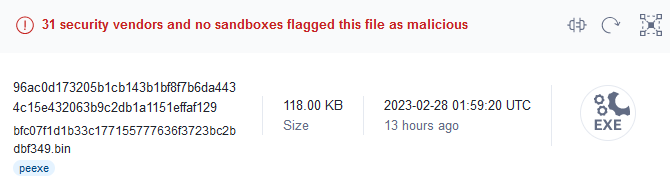 31 security vendors and no sandboxes flagged this file as malicious
96ac0d173205b1cb143b1bf8f7b6da443
4c15e432063b9c2db1a1151effaf129
bfc07f1d1b33c177155777636f3723bc2b
dbf349.bin
peexe
118.00 KB
Size
2023-02-28 01:59:20 UTC
13 hours ago
EXE